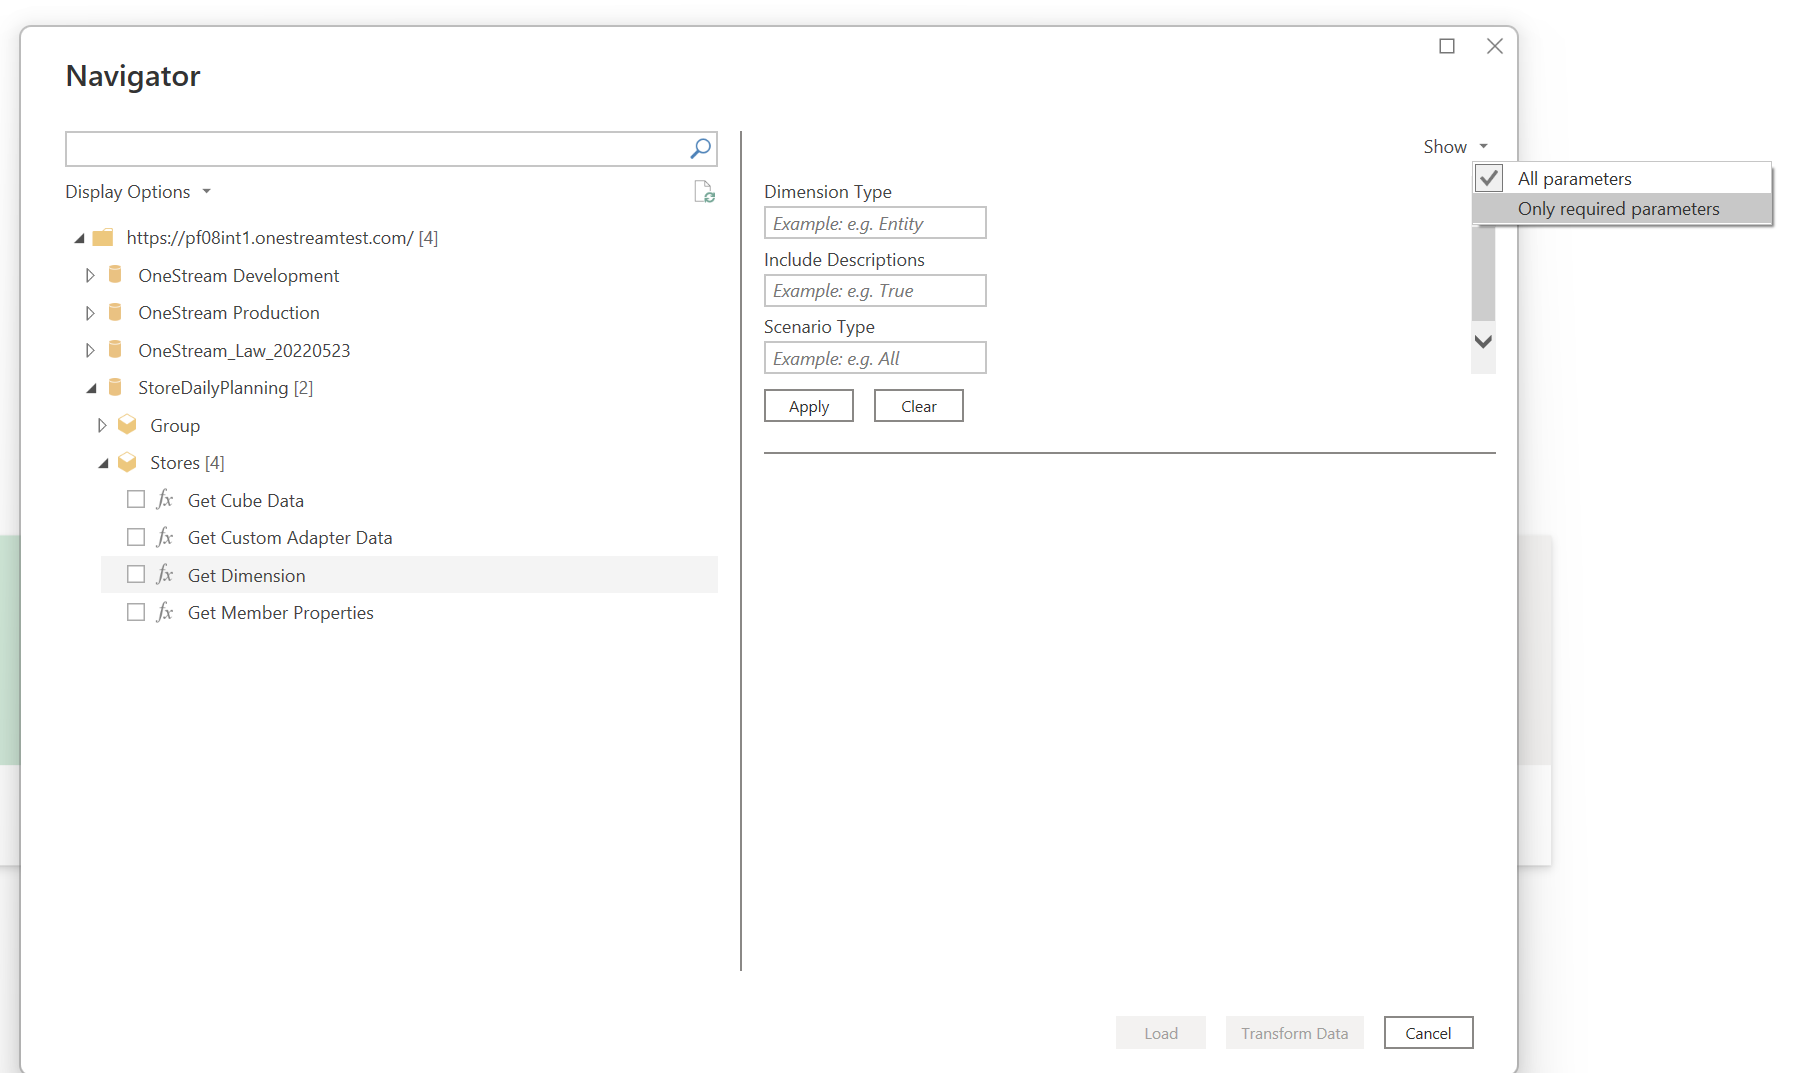 Navigator
Display Options
https://pf08int1.onestreamtest.com/ [4]
OneStream Development
OneStream Production
OneStream_Law_20220523
StoreDailyPlanning [2]
Group
Stores [4]
fx Get Cube Data
fx Get Custom Adapter Data
fx Get Dimension
fx Get Member Properties
Show
All parameters
Only required parameters
Dimension Type
Example: e.g. Entity
Include Descriptions
Example: e.g. True
Scenario Type
Example: e.g. All
Apply Clear
Load Transform Data Cancel